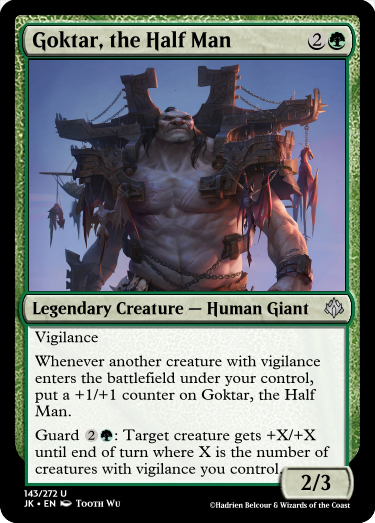 Goktar, the Half Man 2
Legendary Creature — Human Giant
Vigilance
Whenever another creature with vigilance
enters the battlefield under your control,
put a +1/+1 counter on Goktar, the Half
Man.
Guard 2: Target creature gets +X/+X
until end of turn where X is the number of
creatures with vigilance you control.
2/3
143/272 U
JK • EN Tooth Wu
©Hadrien Belcour & Wizards of the Coast